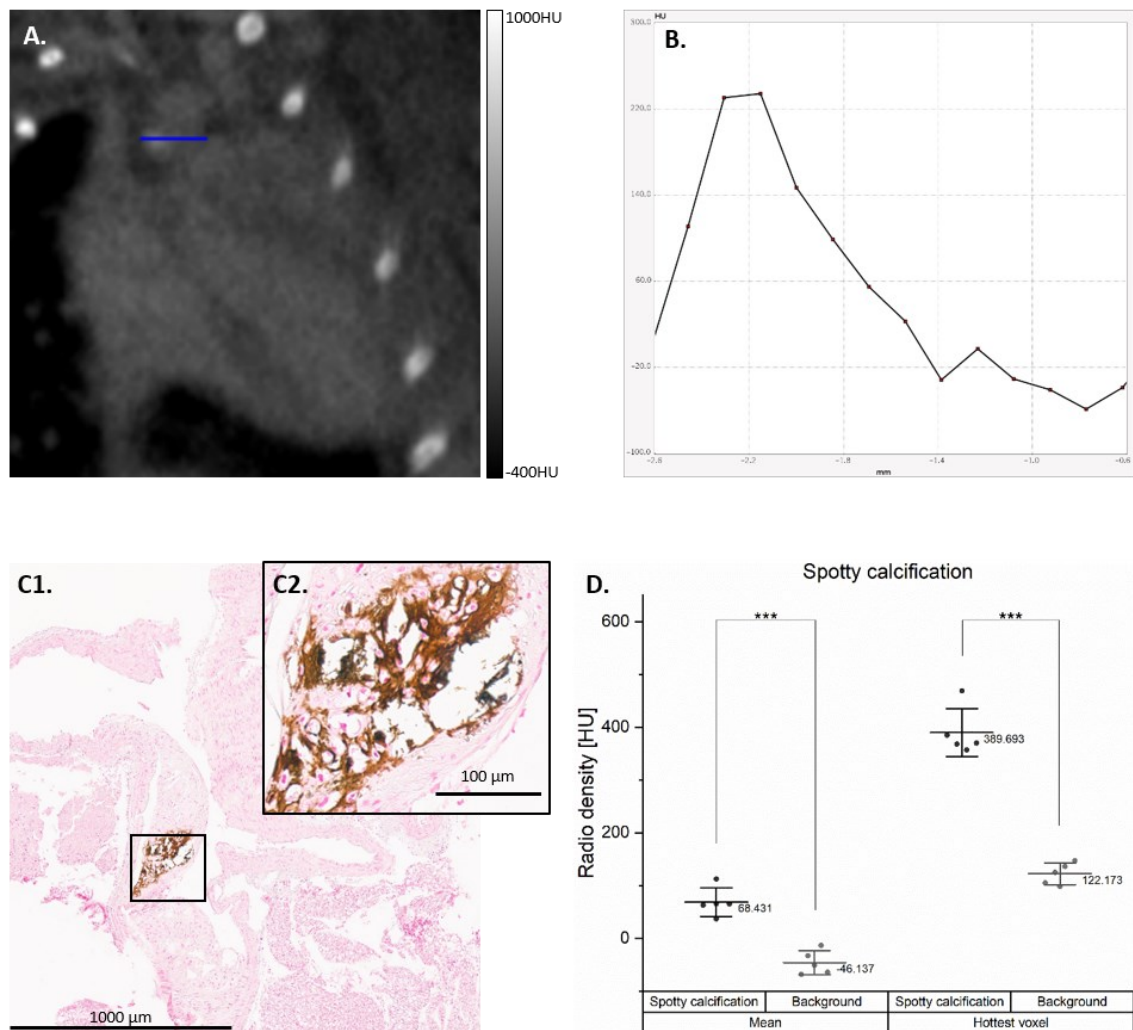 A.
1000HU
-400HU
B.
HU
300.0
220.0
140.0
60.0
-20.0
-100.0
-2.6
-2.2
-1.8
-1.4
-1.0
-0.6
mm
C1.
C2.
100 µm
1000 µm
D.
Spotty calcification
Radio density [HU]
600
400
200
0
***
***
68.431
-46.137
389.693
122.173
Spotty calcification Background Spotty calcification Background
Mean Hottest voxel